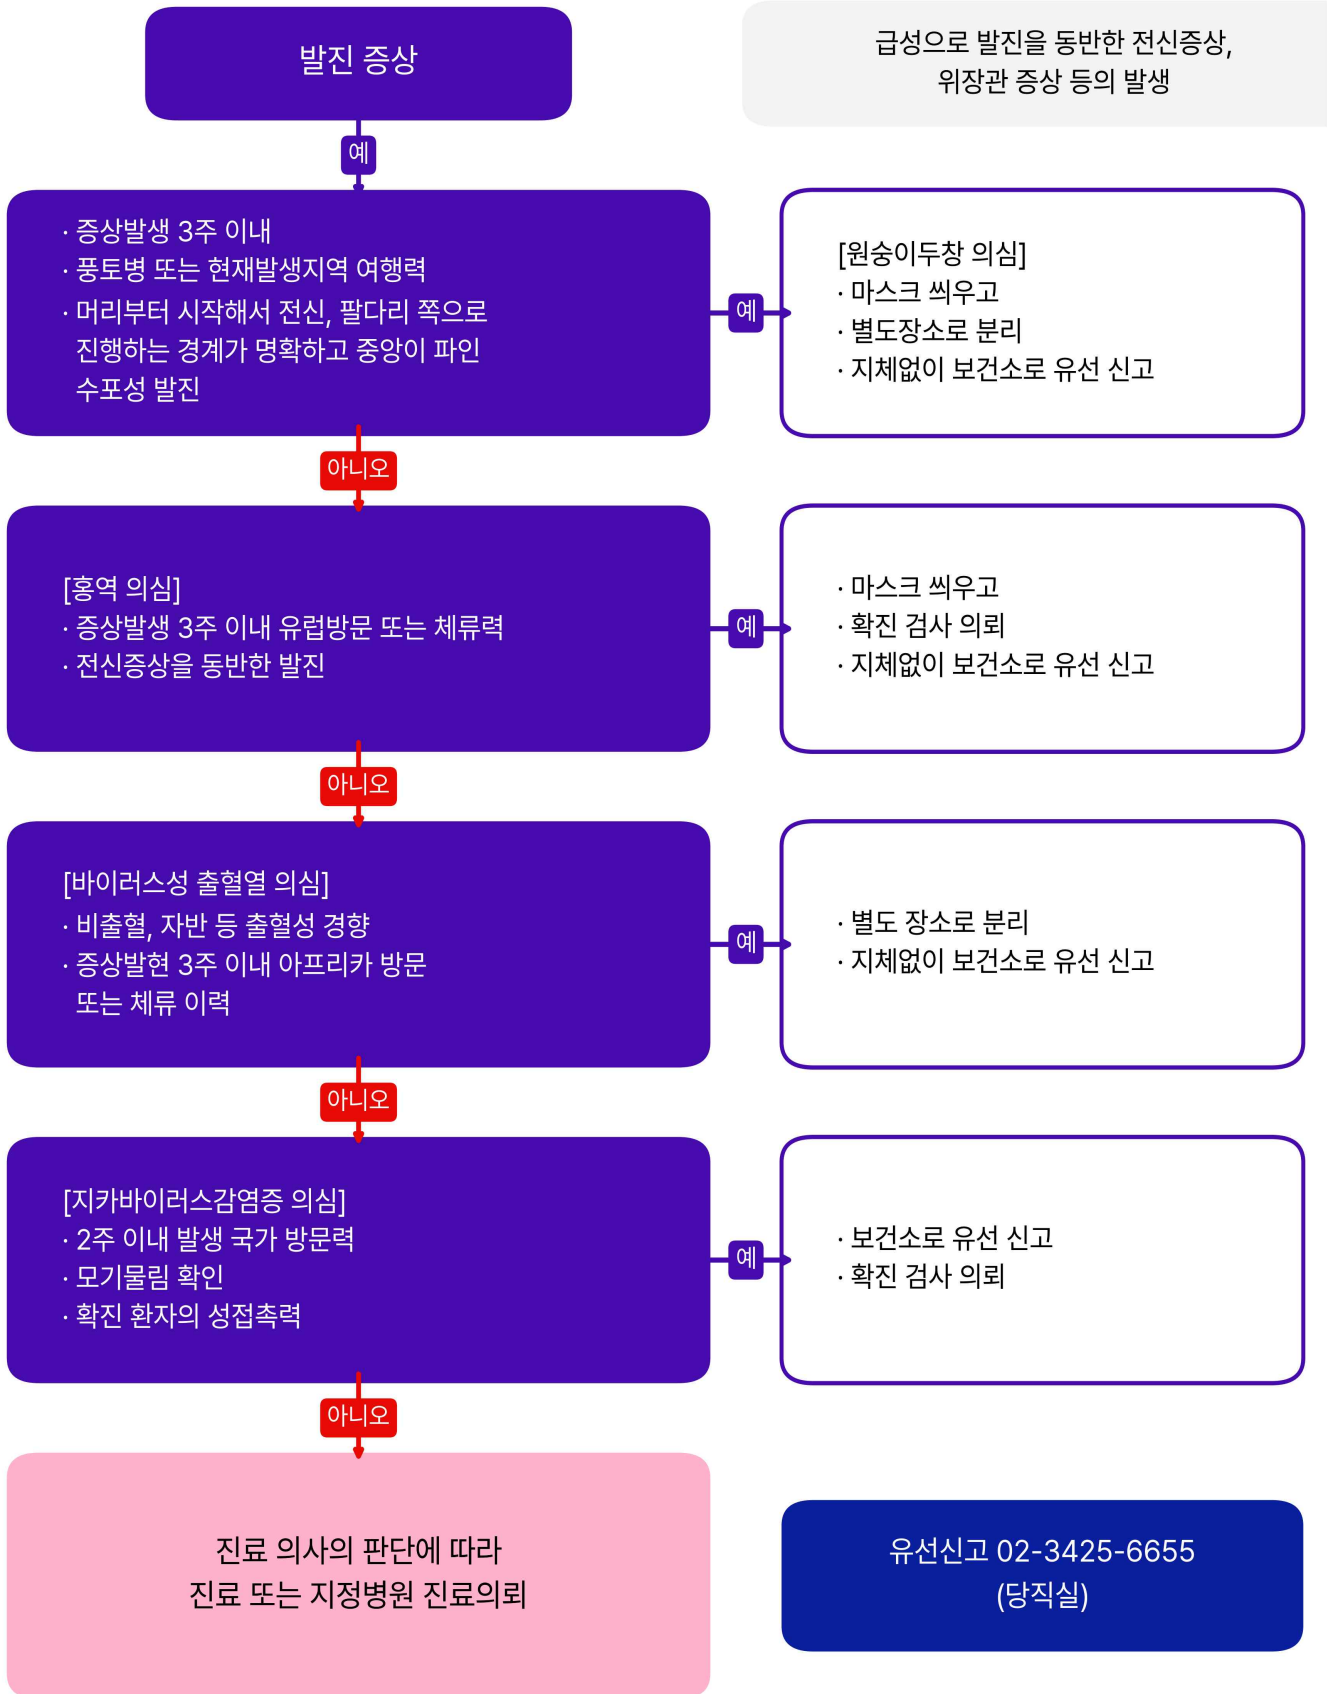 발진 증상
급성으로 발진을 동반한 전신증상,
위장관 증상 등의 발생
예
· 증상발생 3주 이내
· 풍토병 또는 현재발생지역 여행력
· 머리부터 시작해서 전신, 팔다리 쪽으로
진행하는 경계가 명확하고 중앙이 파인
수포성 발진
예
[원숭이두창 의심]
· 마스크 씌우고
· 별도장소로 분리
· 지체없이 보건소로 유선 신고
아니오
[홍역 의심]
· 증상발생 3주 이내 유럽방문 또는 체류력
· 전신증상을 동반한 발진
예
· 마스크 씌우고
· 확진 검사 의뢰
· 지체없이 보건소로 유선 신고
아니오
[바이러스성 출혈열 의심]
· 비출혈, 자반 등 출혈성 경향
· 증상발현 3주 이내 아프리카 방문
또는 체류 이력
예
· 별도 장소로 분리
· 지체없이 보건소로 유선 신고
아니오
[지카바이러스감염증 의심]
· 2주 이내 발생 국가 방문력
· 모기물림 확인
· 확진 환자의 성접촉력
예
· 보건소로 유선 신고
· 확진 검사 의뢰
아니오
진료 의사의 판단에 따라
진료 또는 지정병원 진료의뢰
유선신고 02-3425-6655
(당직실)